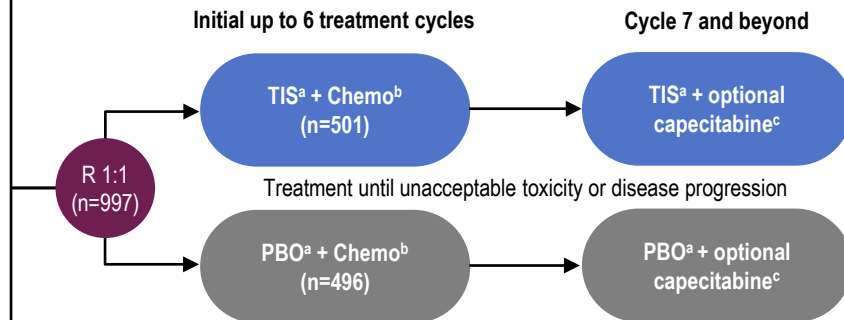 Initial up to 6 treatment cycles
Cycle 7 and beyond
TISᵃ + Chemoᵇ
(n=501)
TISᵃ + optional
capecitabineᶜ
R 1:1
(n=997)
Treatment until unacceptable toxicity or disease progression
PBOᵃ + Chemoᵇ
(n=496)
PBOᵃ + optional
capecitabineᶜ